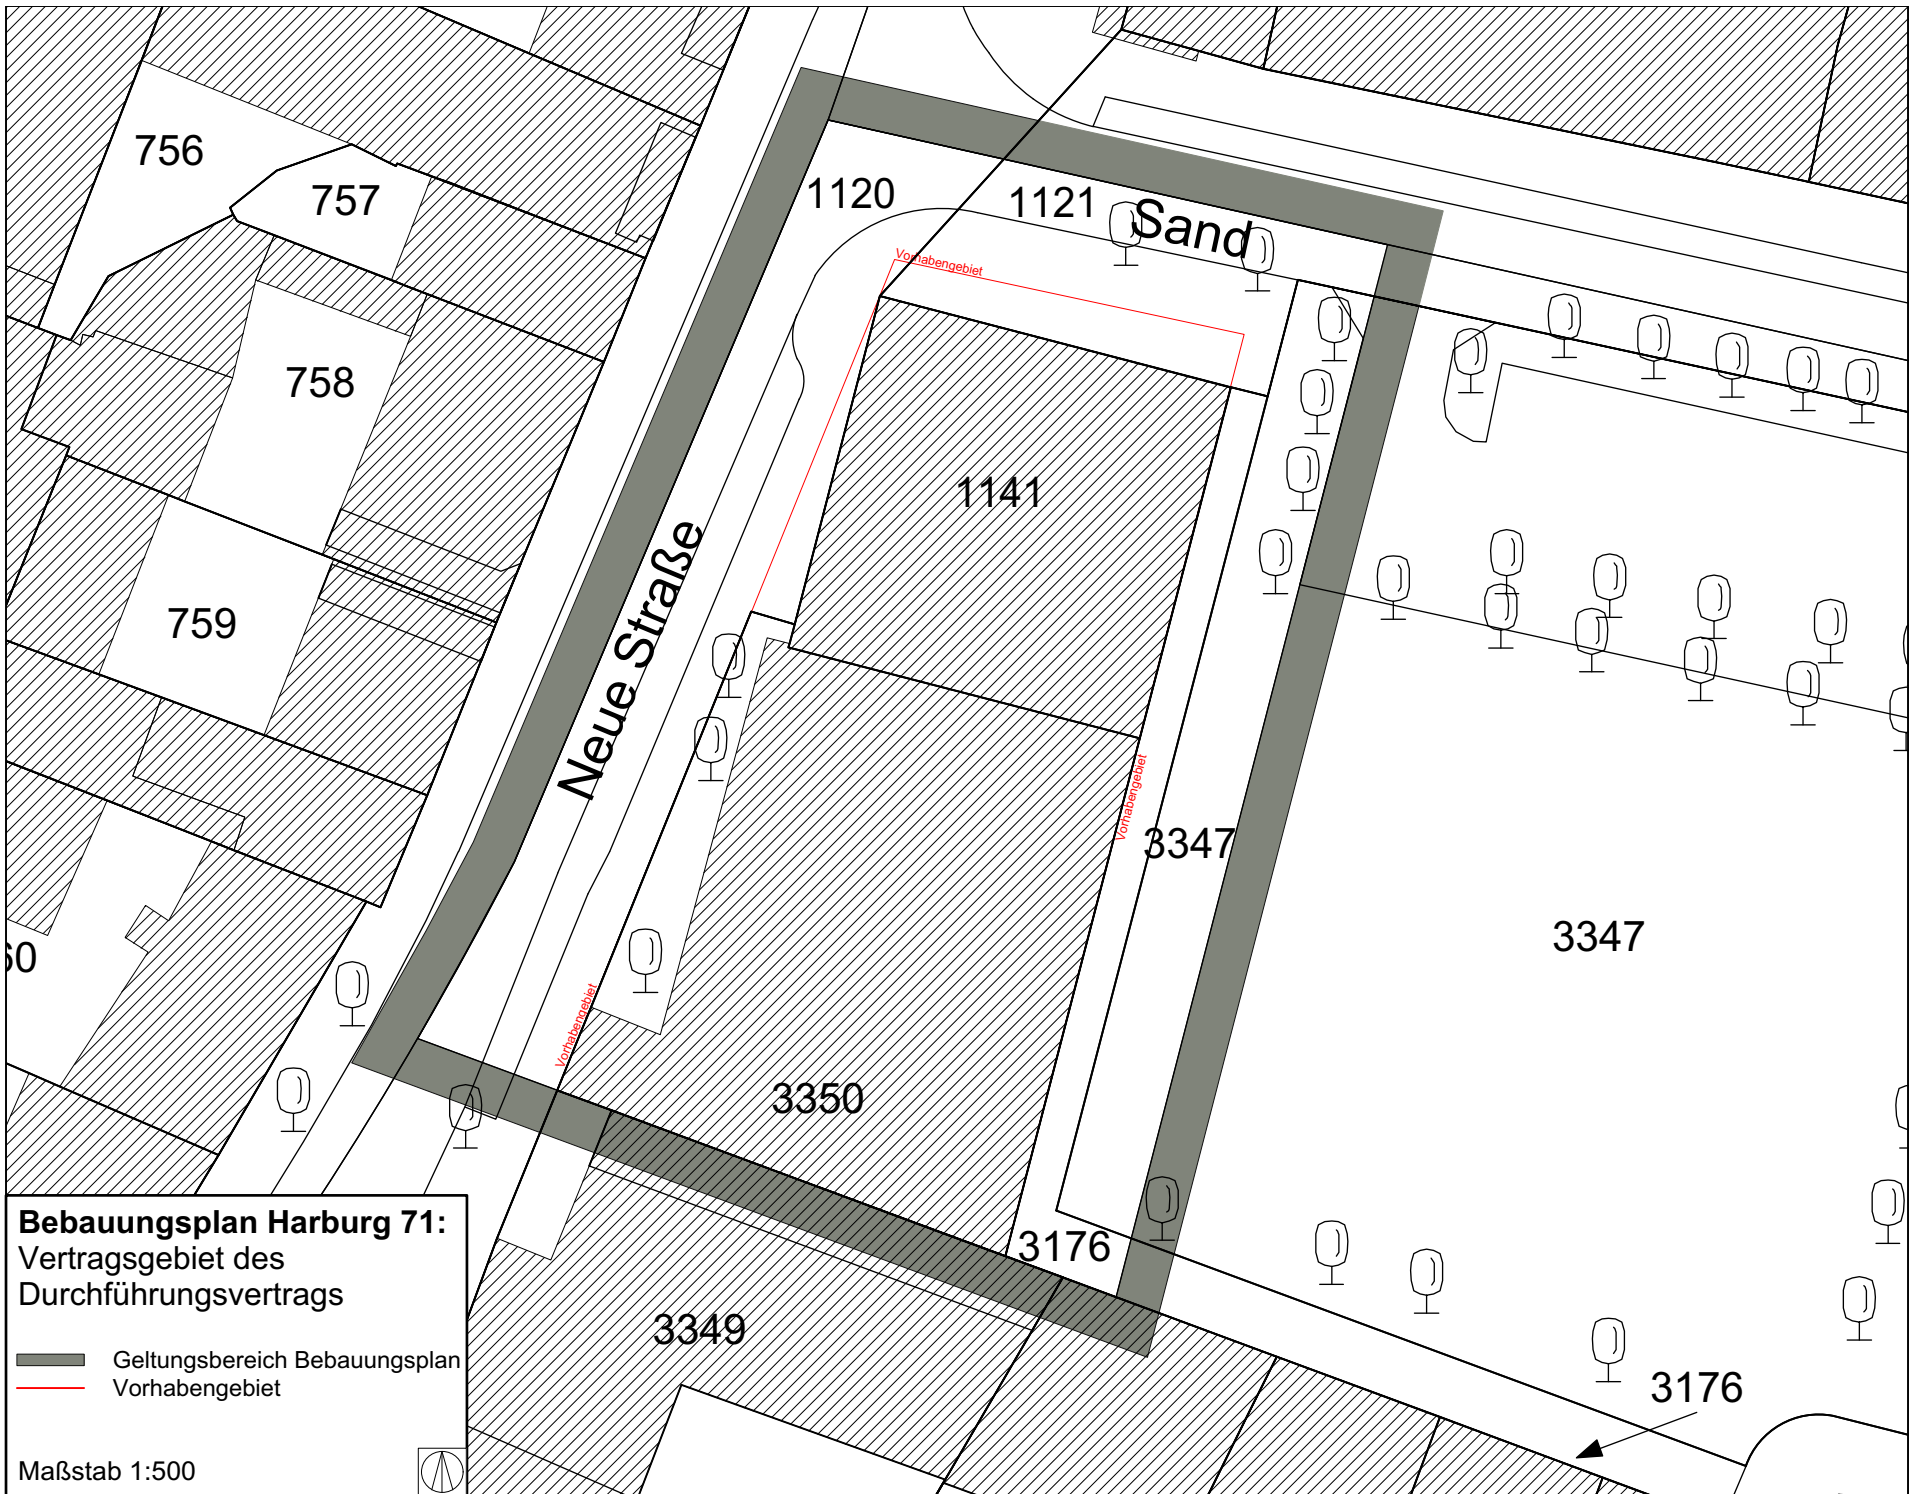 756
757
1120
1121
Sand
Vorhabengebiet
758
1141
Neue Straße
759
Vorhabengebiet
3347
3347
60
Vorhabengebiet
3350
3176
3349
3176
Bebauungsplan Harburg 71:
Vertragsgebiet des
Durchführungsvertrags
Geltungsbereich Bebauungsplan
Vorhabengebiet
Maßstab 1:500